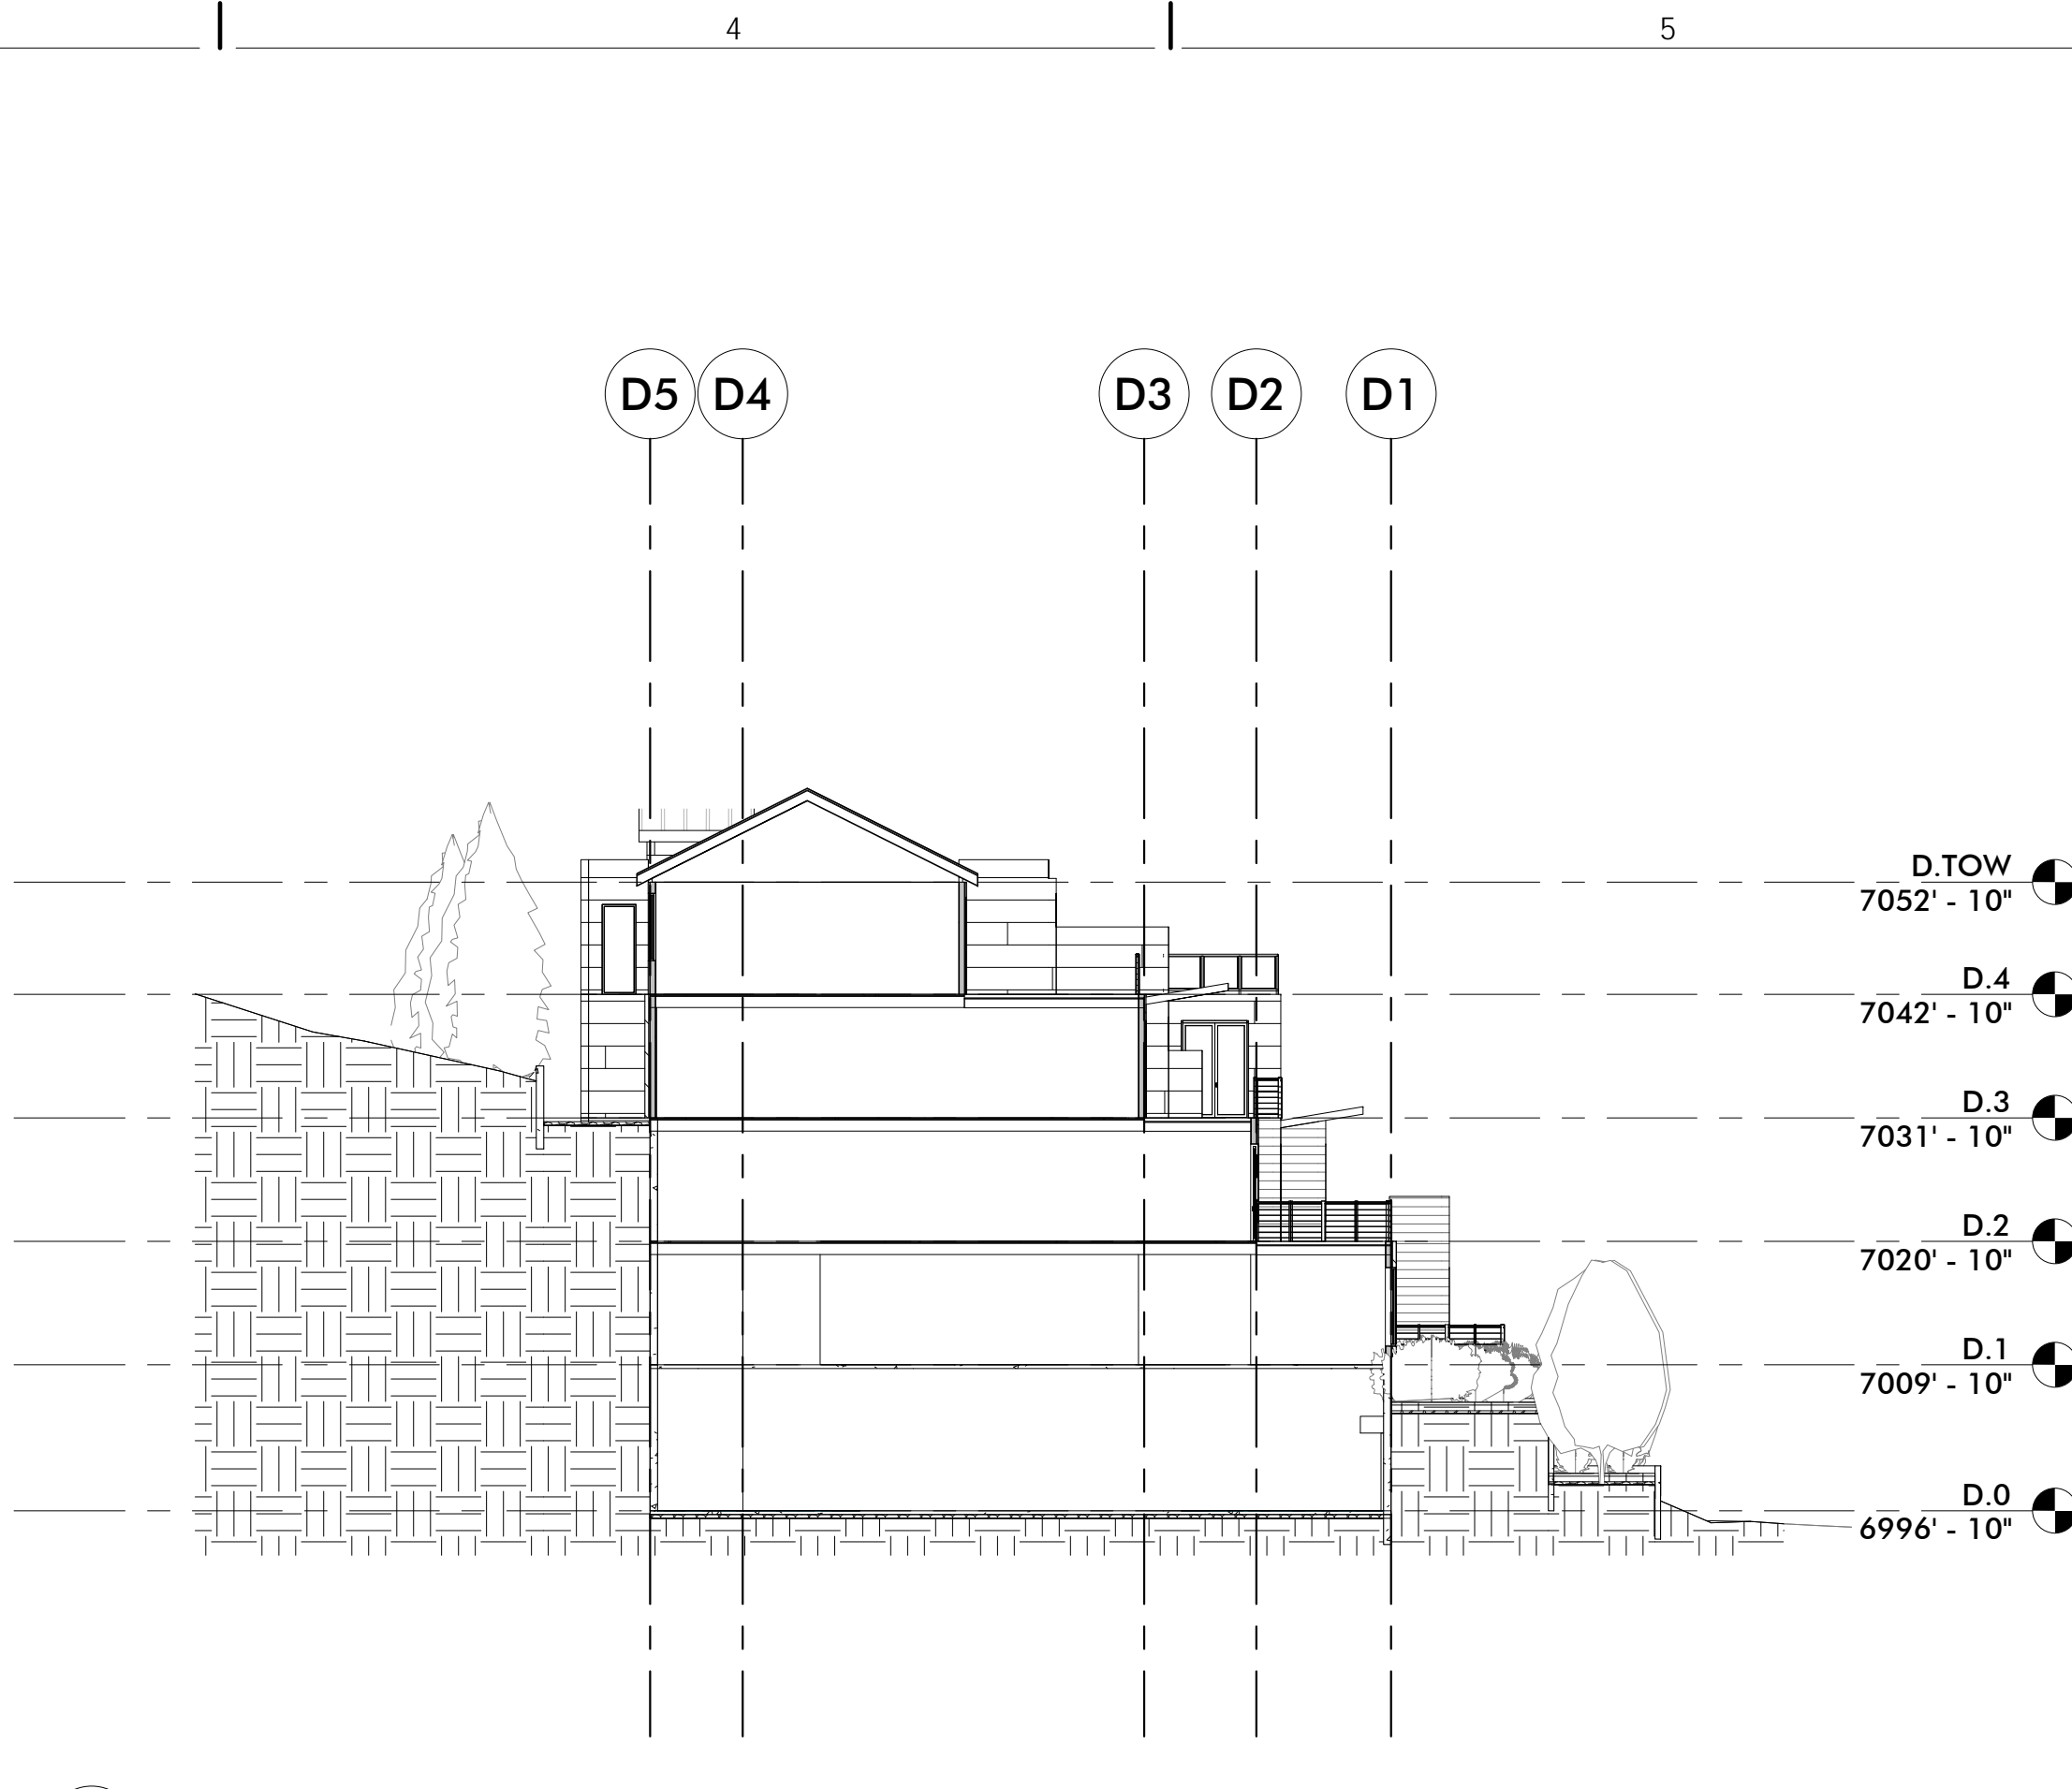 4
5
D5
D4
D3
D2
D1
D.TOW
7052' - 10"
D.4
7042' - 10"
D.3
7031' - 10"
D.2
7020' - 10"
D.1
7009' - 10"
D.0
6996' - 10"